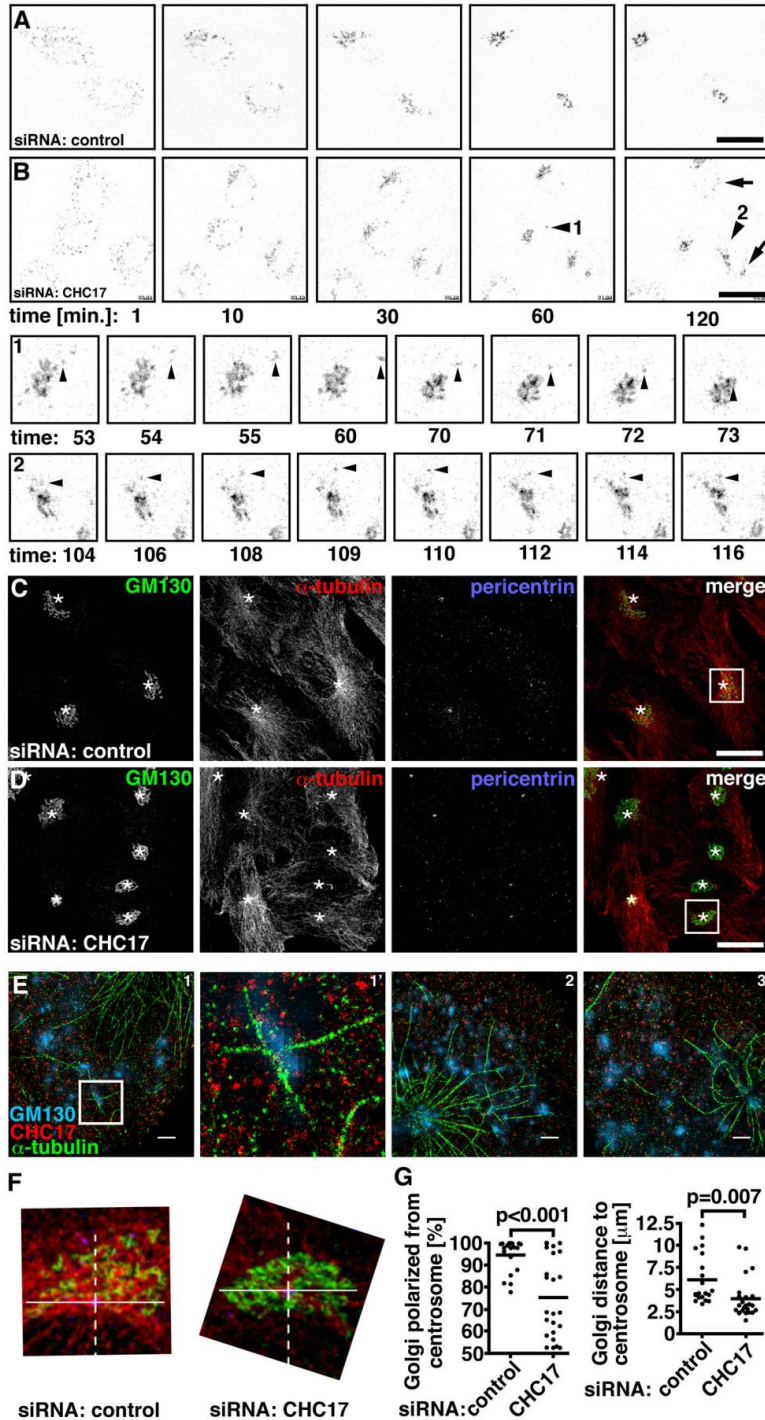 A
siRNA: control
B
siRNA: CHC17
time [min.]: 1 10 30 60 120
1
2
1
time: 53 54 55 60 70 71 72 73
2
time: 104 106 108 109 110 112 114 116
C GM130 α-tubulin pericentrin merge
siRNA: control
D GM130 α-tubulin pericentrin merge
siRNA: CHC17
E 1 1' 2 3
GM130
CHC17
α-tubulin
F
siRNA: control siRNA: CHC17
G
p<0.001
Golgi polarized from
centrosome [%]
100
90
80
70
60
50
siRNA: control CHC17
p=0.007
Golgi distance to
centrosome [μm]
12.5
10
7.5
5
2.5
0
siRNA: control CHC17